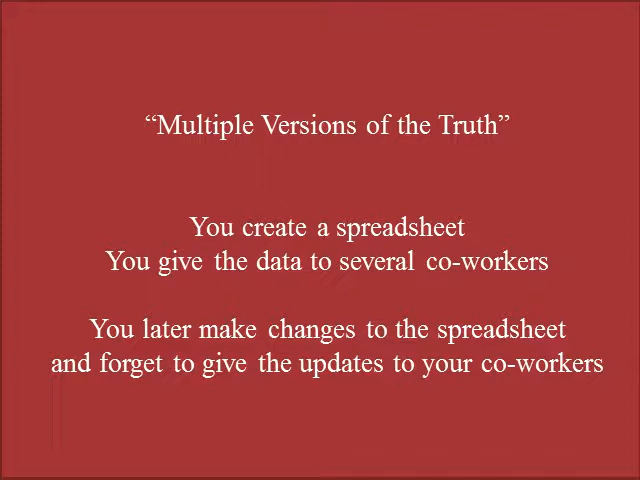 “Multiple Versions of the Truth”
You create a spreadsheet
You give the data to several co-workers
You later make changes to the spreadsheet
and forget to give the updates to your co-workers